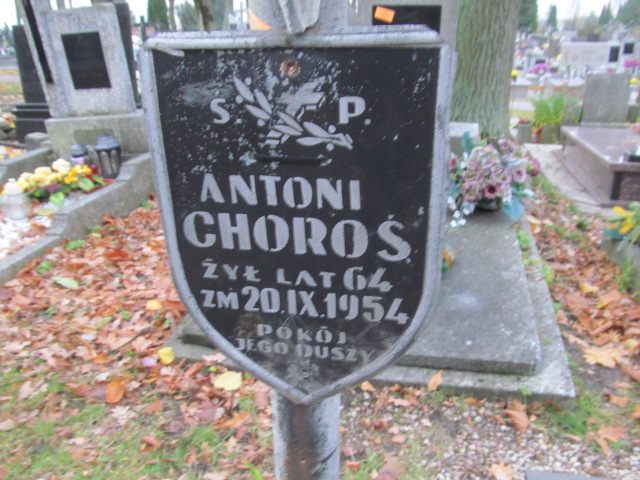 Ś. P.
ANTONI
CHOROŚ
ŻYŁ LAT 64
ZM 20.IX.1954
POKÓJ
JEGO DUSZY